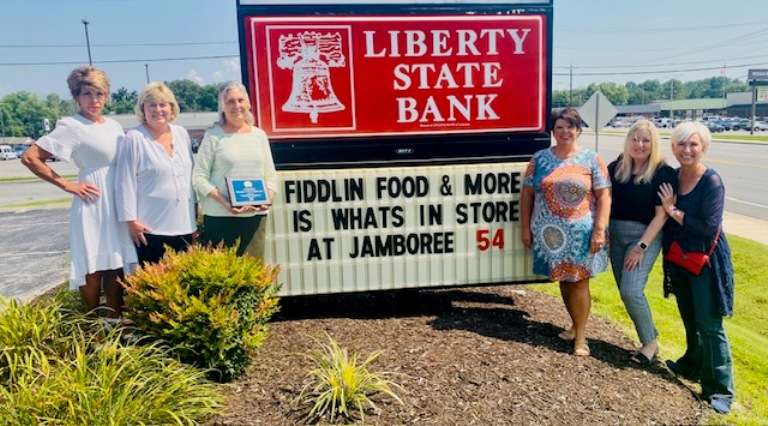 LIBERTY
STATE
BANK
FIDDLIN FOOD & MORE
IS WHATS IN STORE
AT JAMBOREE 54